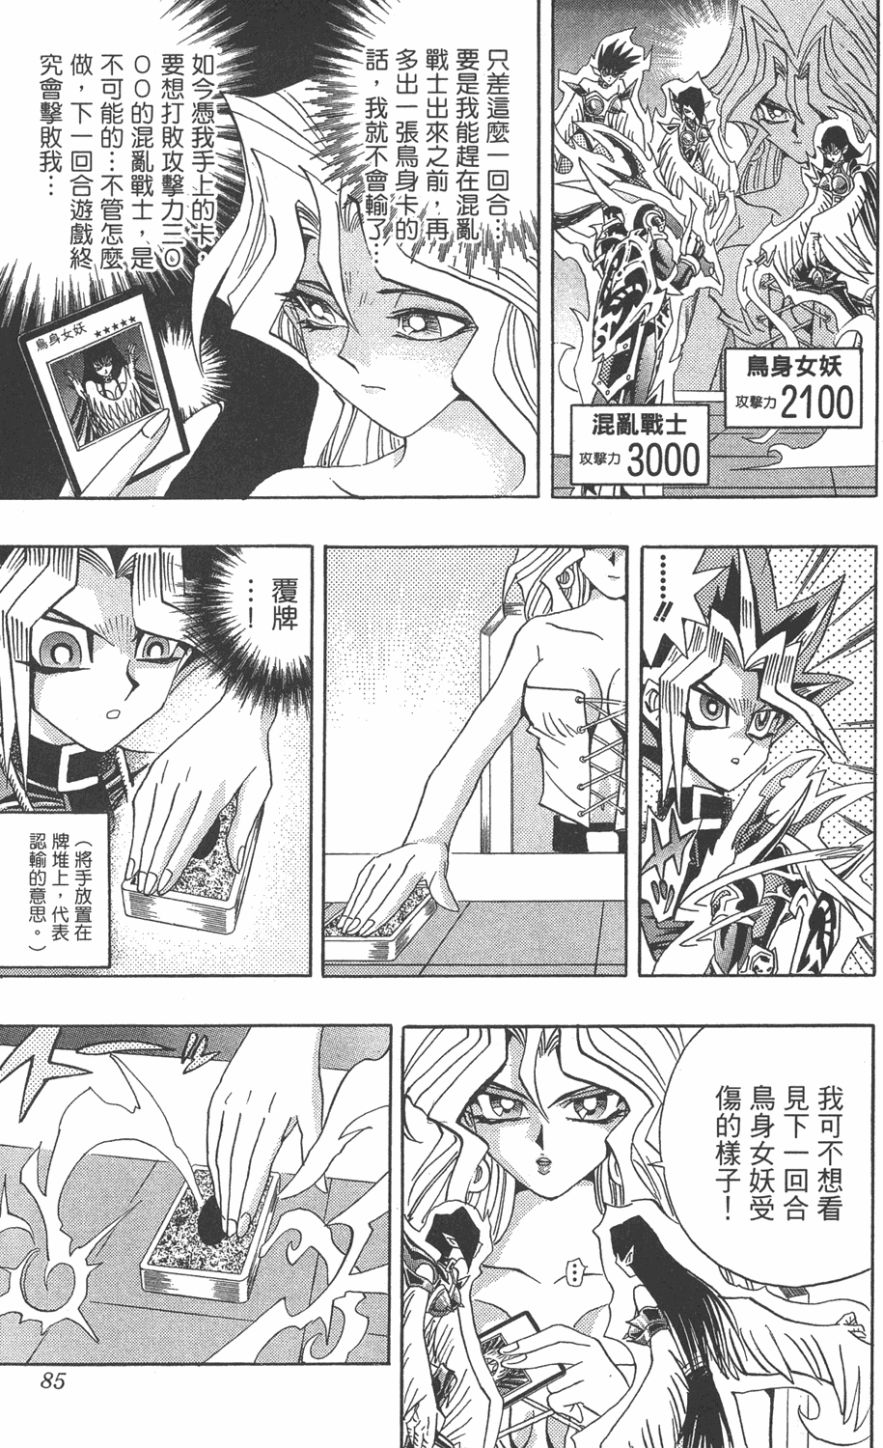 鳥身女妖
攻擊力2100
混亂戰士
攻擊力3000
只差這麼一回合…
要是我能趕在混亂
戰士出來之前，再
多出一張鳥身卡的
話，我就不會輸了…
如今憑我手上的卡，
要想打敗攻擊力三〇
〇〇的混亂戰士，是
不可能的…不管怎麼
做，下一回合遊戲終
究會擊敗我…
鳥身女妖
★★★★★
……!!
覆牌
…！
（將手放置在
牌堆上，代表
認輸的意思。）
我可不想看
見下一回合
鳥身女妖受
傷的樣子！
…
85